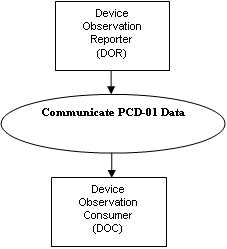 Device
Observation
Reporter
(DOR)
Communicate PCD-01 Data
Device
Observation
Consumer
(DOC)